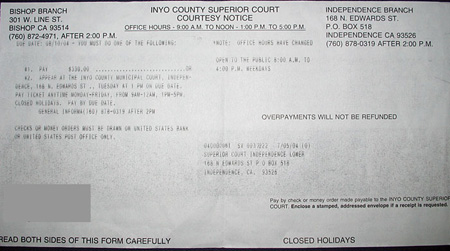 BISHOP BRANCH
301 W. LINE ST.
BISHOP CA 93514
(760) 872-4971, AFTER 2:00 P.M.
INYO COUNTY SUPERIOR COURT
COURTESY NOTICE
OFFICE HOURS - 9:00 A.M. TO NOON - 1:00 P.M. TO 5:00 P.M.
INDEPENDENCE BRANCH
168 N. EDWARDS ST.
P.O. BOX 518
INDEPENDENCE CA 93526
(760) 878-0319 AFTER 2:00 P.M.
DUE DATE: 08/10/04 - YOU MUST DO ONE OF THE FOLLOWING:
*NOTE: OFFICE HOURS HAVE CHANGED
OPEN TO THE PUBLIC 8:00 A.M. TO
4:00 P.M. WEEKDAYS
#1. PAY $330.00
#2. APPEAR AT THE INYO MUNICIPAL COURT, INDEPEN-
DENCE, 168 N. EDWARDS ST., TUESDAY AT 1 PM ON DUE DATE.
PAY TICKET ANYTIME MONDAY-FRIDAY, FROM 9AM-12AM, 1PM-5PM.
CLOSED HOLIDAYS. PAY BY DUE DATE.
GENERAL INFO(760) 878-0319 AFTER 2PM
OVERPAYMENTS WILL NOT BE REFUNDED
CHECKS OR MONEY ORDERS MUST BE DRAWN OR UNITED STATES BANK
OR UNITED STATES POST OFFICE ONLY.
SUPERIOR COURT INDEPENDENCE LOWER
168 N EDWARDS ST BOX 518
INDEPENDENCE, CA. 93526
Pay by check or money order made payable to the INYO COUNTY SUPERIOR
COURT. Enclose a stamped, addressed envelope if a receipt is requested.
READ BOTH SIDES OF THIS FORM CAREFULLY
CLOSED HOLIDAYS